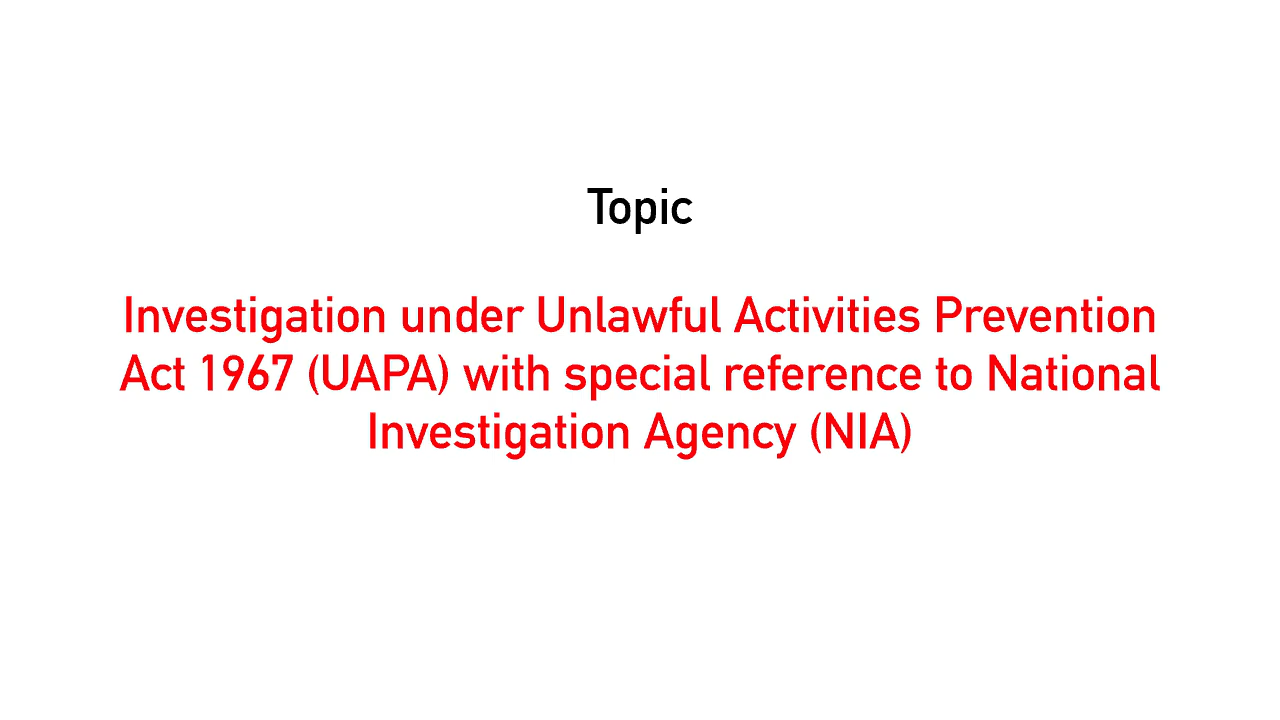 Topic
Investigation under Unlawful Activities Prevention
Act 1967 (UAPA) with special reference to National
Investigation Agency (NIA)